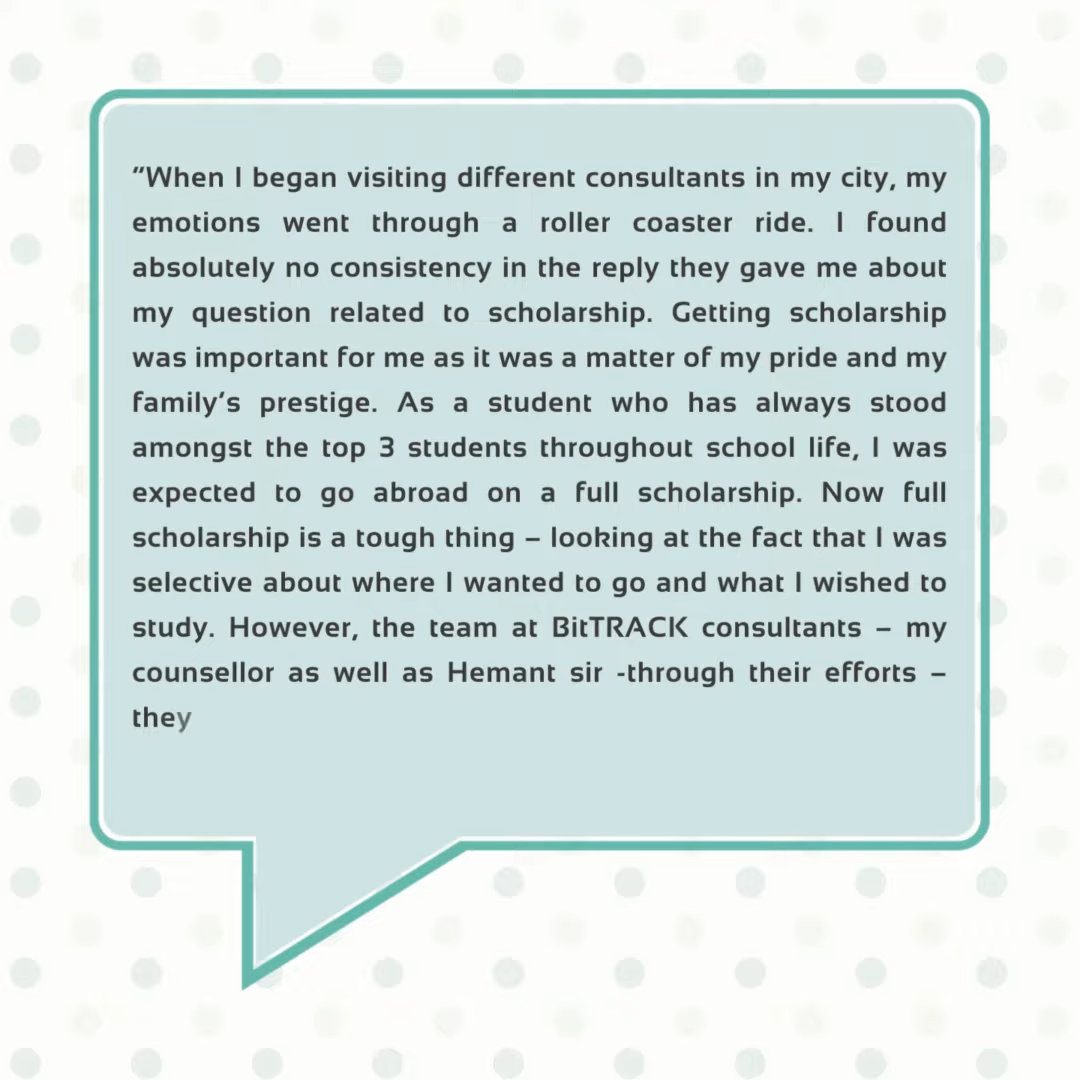 “When I began visiting different consultants in my city, my
emotions went through a roller coaster ride. I found
absolutely no consistency in the reply they gave me about
my question related to scholarship. Getting scholarship
was important for me as it was a matter of my pride and my
family’s prestige. As a student who has always stood
amongst the top 3 students throughout school life, I was
expected to go abroad on a full scholarship. Now full
scholarship is a tough thing – looking at the fact that I was
selective about where I wanted to go and what I wished to
study. However, the team at BitTRACK consultants – my
counsellor as well as Hemant sir -through their efforts –
they